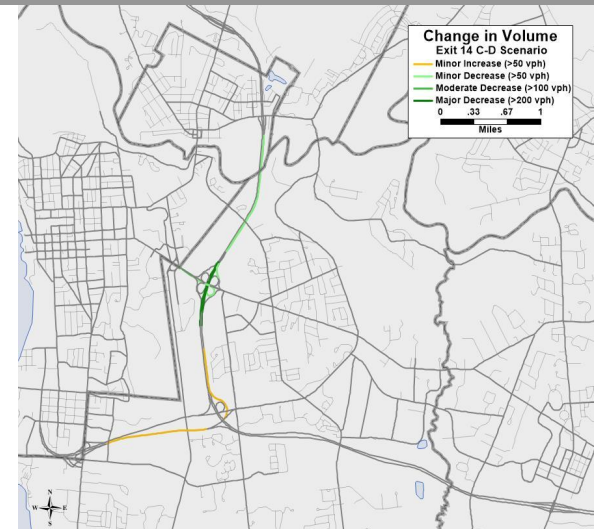 Change in Volume
Exit 14 C-D Scenario
Minor Increase (>50 vph)
Minor Decrease (>50 vph)
Moderate Decrease (>100 vph)
Major Decrease (>200 vph)
0 .33 .67 1
Miles
N
W E
S